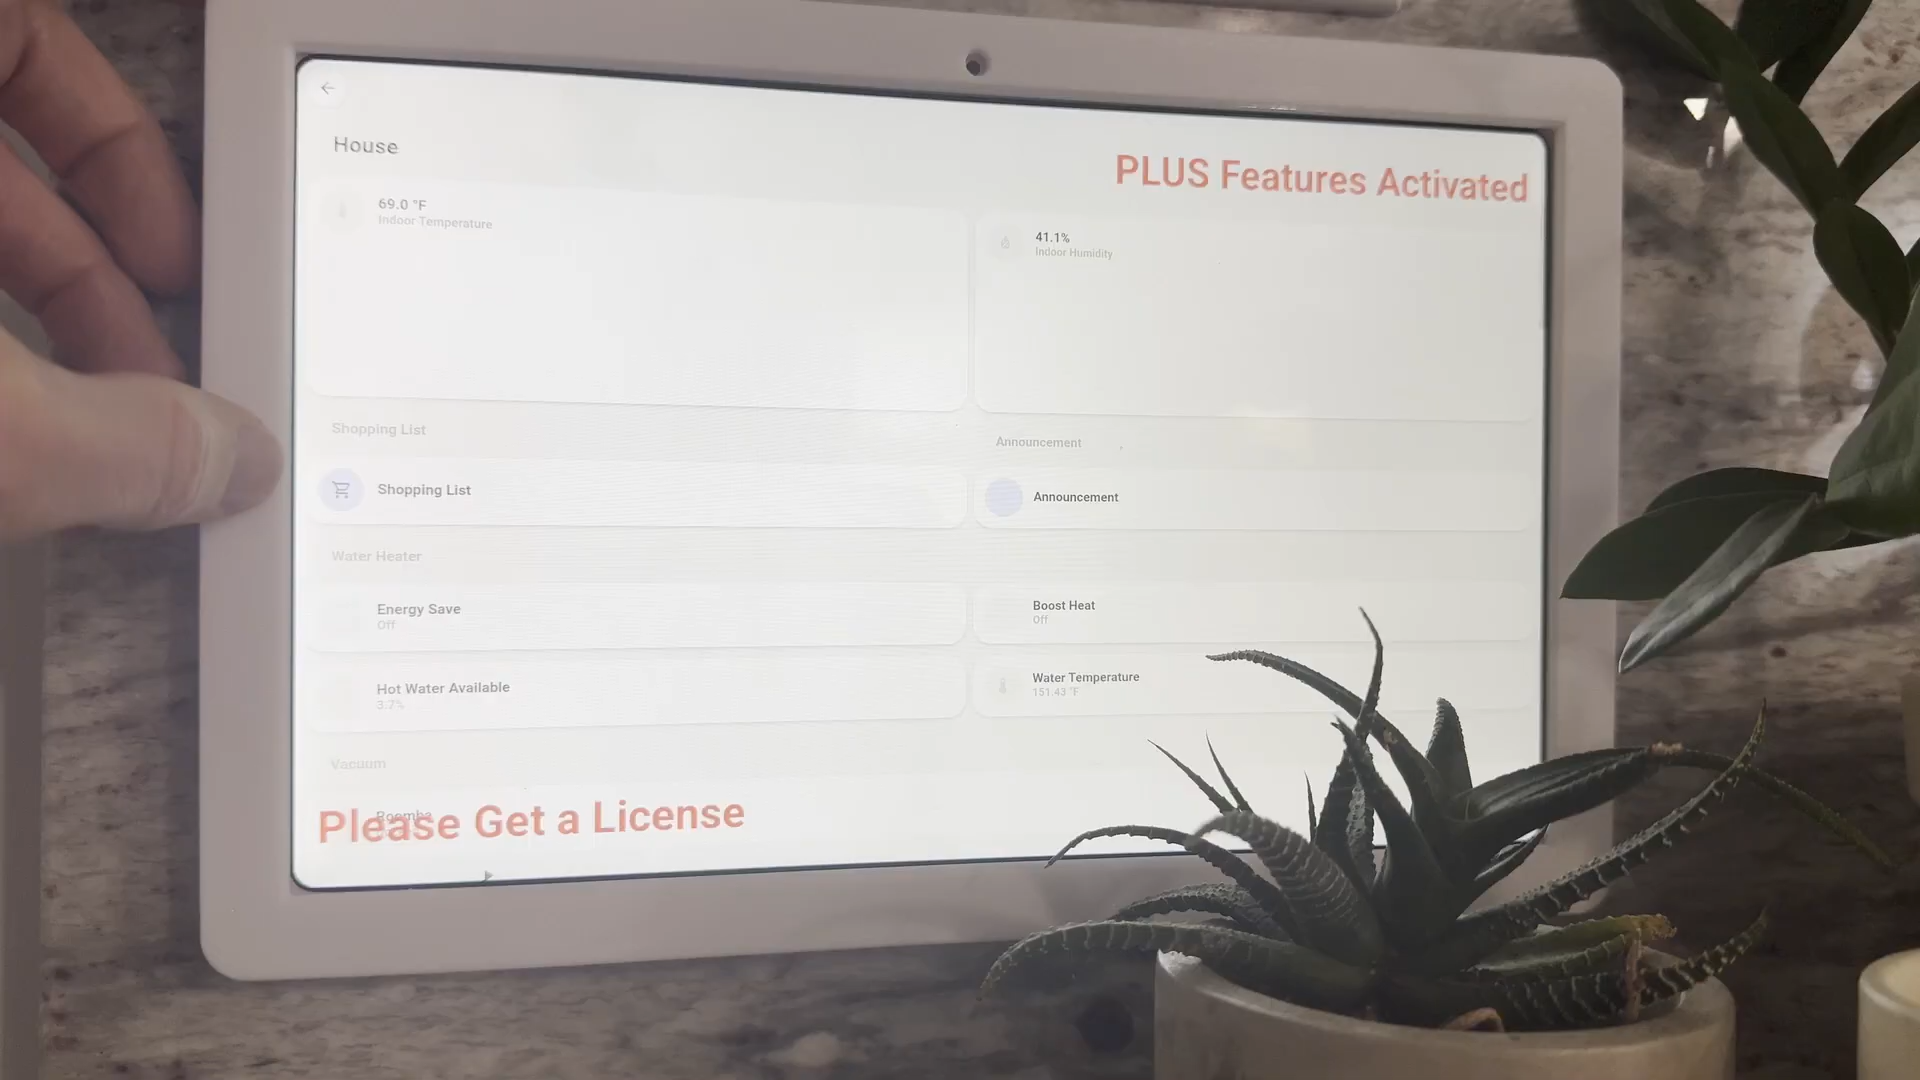 House
PLUS Features Activated
69.0 °F
Indoor Temperature
41.1%
Indoor Humidity
Shopping List
Announcement
Shopping List
Announcement
Water Heater
Energy Save
Off
Boost Heat
Off
Hot Water Available
3.7%
Water Temperature
151.43 °F
Vacuum
Roomba
Please Get a License